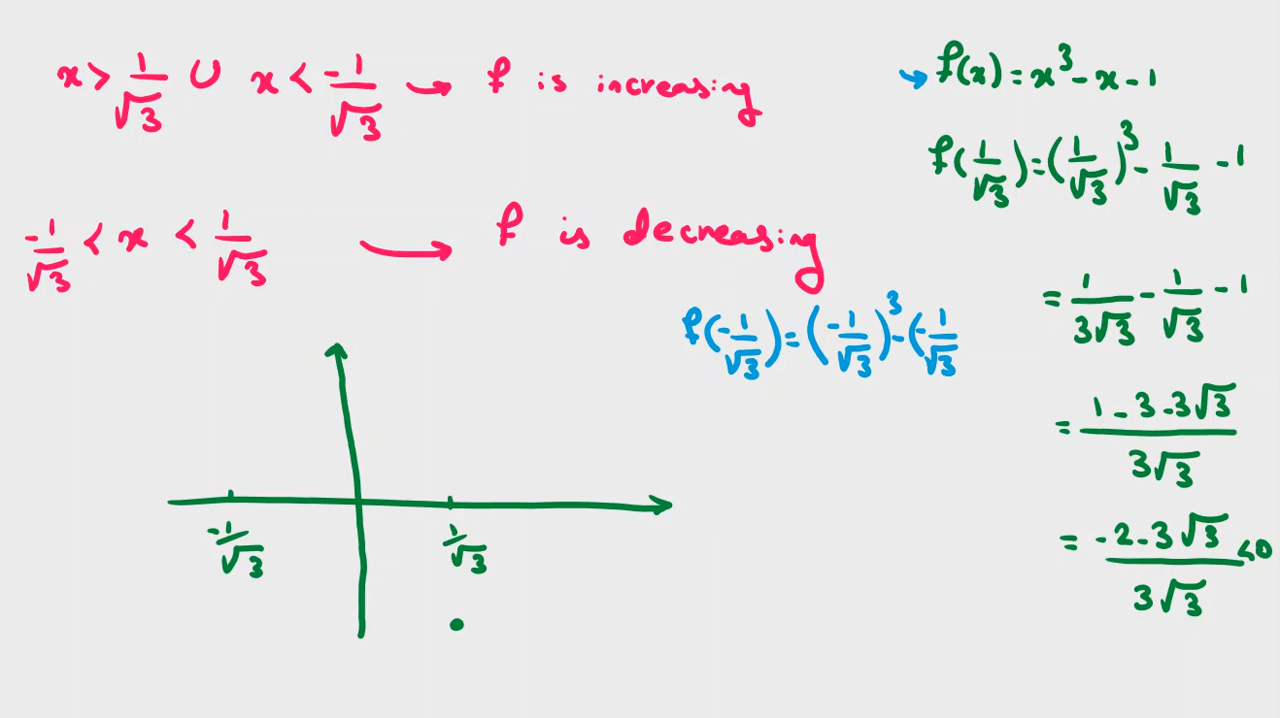 x > 1/√3 ∪ x < -1/√3 → f is increasing
-1/√3 < x < 1/√3 → f is decreasing
f(-1/√3) = (-1/√3)³ - (-1/√3
-1/√3
1/√3
→ f(x) = x³ - x - 1
f(1/√3) = (1/√3)³ - 1/√3 - 1
= 1/3√3 - 1/√3 - 1
= 1 - 3 - 3√3/3√3
= -2 - 3√3/3√3 <0